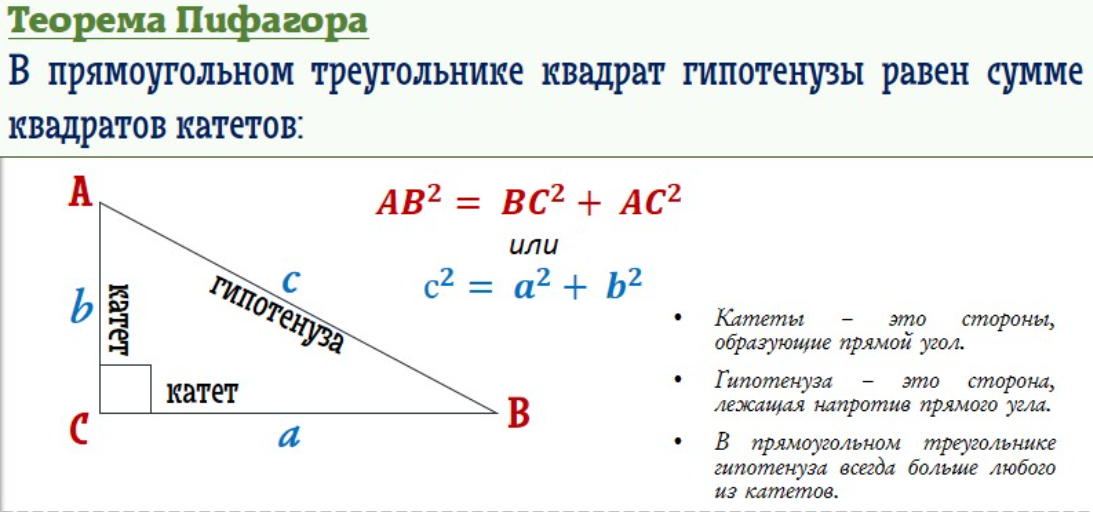 Теорема Пифагора
В прямоугольном треугольнике квадрат гипотенузы равен сумме
квадратов катетов:
A
AB² = BC² + AC²
или
c² = a² + b²
c
гипотенуза
b
катет
катет
C
B
a
• Катеты – это стороны,
образующие прямой угол.
• Гипотенуза – это сторона,
лежащая напротив прямого угла.
• В прямоугольном треугольнике
гипотенуза всегда больше любого
из катетов.